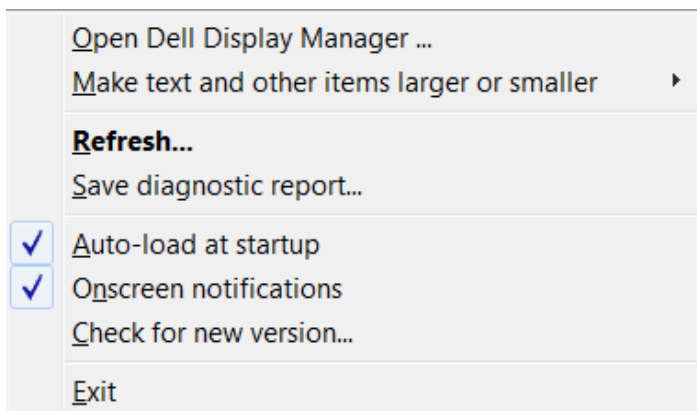 Open Dell Display Manager ...
Make text and other items larger or smaller
Refresh...
Save diagnostic report...
Auto-load at startup
Onscreen notifications
Check for new version...
Exit